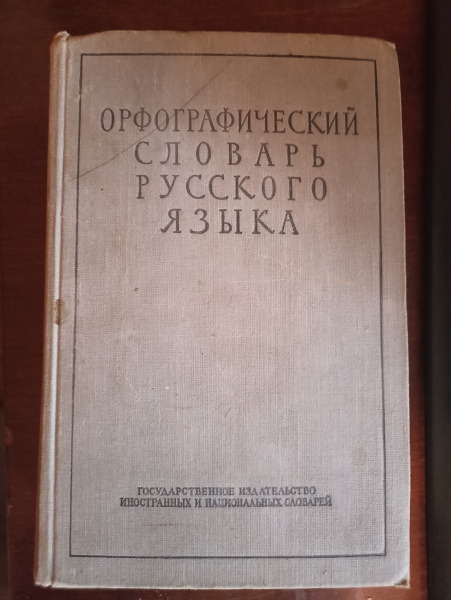 ОРФОГРАФИЧЕСКИЙ
СЛОВАРЬ
РУССКОГО
ЯЗЫКА
ГОСУДАРСТВЕННОЕ ИЗДАТЕЛЬСТВО
ИНОСТРАННЫХ И НАЦИОНАЛЬНЫХ СЛОВАРЕЙ